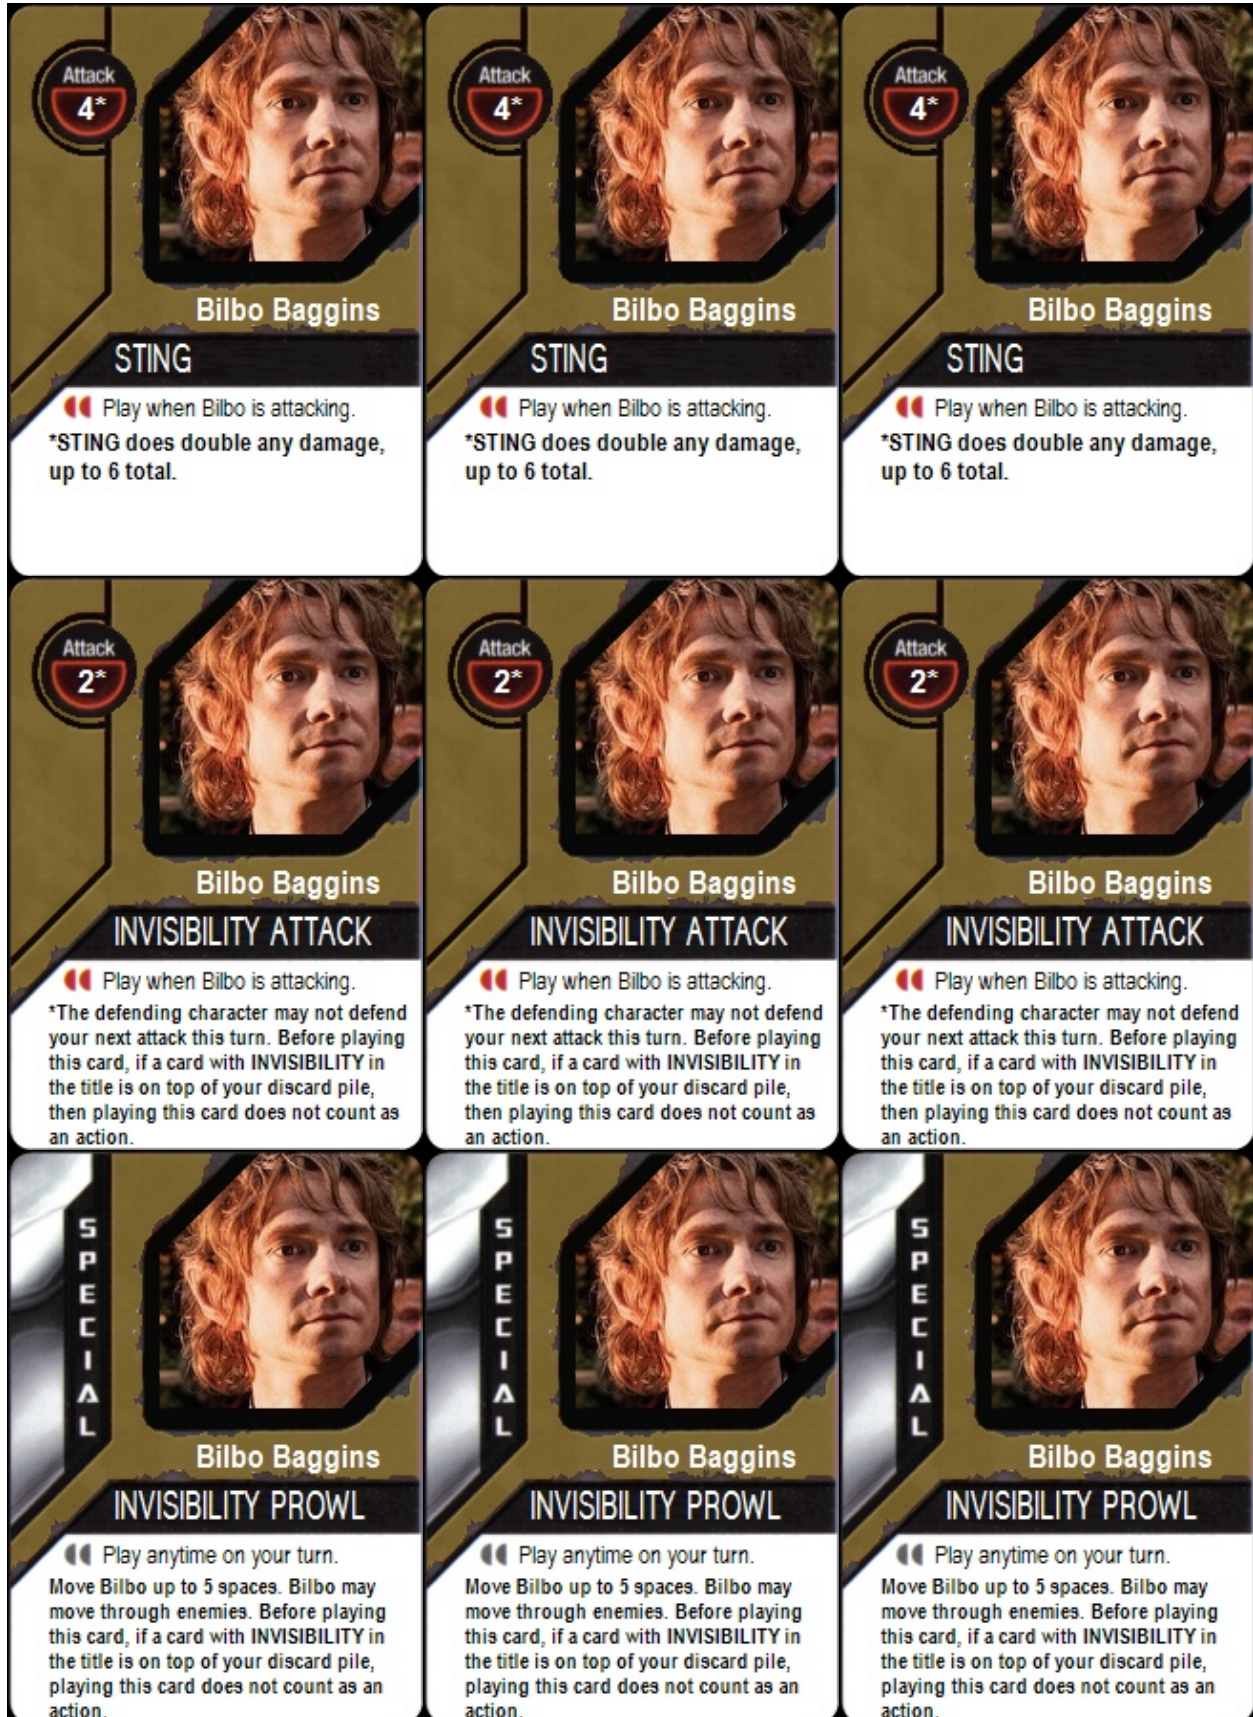 Attack
4*
Bilbo Baggins
STING
Play when Bilbo is attacking.
*STING does double any damage,
up to 6 total.
Attack
4*
Bilbo Baggins
STING
Play when Bilbo is attacking.
*STING does double any damage,
up to 6 total.
Attack
4*
Bilbo Baggins
STING
Play when Bilbo is attacking.
*STING does double any damage,
up to 6 total.
Attack
2*
Bilbo Baggins
INVISIBILITY ATTACK
Play when Bilbo is attacking.
*The defending character may not defend
your next attack this turn. Before playing
this card, if a card with INVISIBILITY in
the title is on top of your discard pile,
then playing this card does not count as
an action.
Attack
2*
Bilbo Baggins
INVISIBILITY ATTACK
Play when Bilbo is attacking.
*The defending character may not defend
your next attack this turn. Before playing
this card, if a card with INVISIBILITY in
the title is on top of your discard pile,
then playing this card does not count as
an action.
Attack
2*
Bilbo Baggins
INVISIBILITY ATTACK
Play when Bilbo is attacking.
*The defending character may not defend
your next attack this turn. Before playing
this card, if a card with INVISIBILITY in
the title is on top of your discard pile,
then playing this card does not count as
an action.
SPECIAL
Bilbo Baggins
INVISIBILITY PROWL
Play anytime on your turn.
Move Bilbo up to 5 spaces. Bilbo may
move through enemies. Before playing
this card, if a card with INVISIBILITY in
the title is on top of your discard pile,
playing this card does not count as an
action.
SPECIAL
Bilbo Baggins
INVISIBILITY PROWL
Play anytime on your turn.
Move Bilbo up to 5 spaces. Bilbo may
move through enemies. Before playing
this card, if a card with INVISIBILITY in
the title is on top of your discard pile,
playing this card does not count as an
action.
SPECIAL
Bilbo Baggins
INVISIBILITY PROWL
Play anytime on your turn.
Move Bilbo up to 5 spaces. Bilbo may
move through enemies. Before playing
this card, if a card with INVISIBILITY in
the title is on top of your discard pile,
playing this card does not count as an
action.